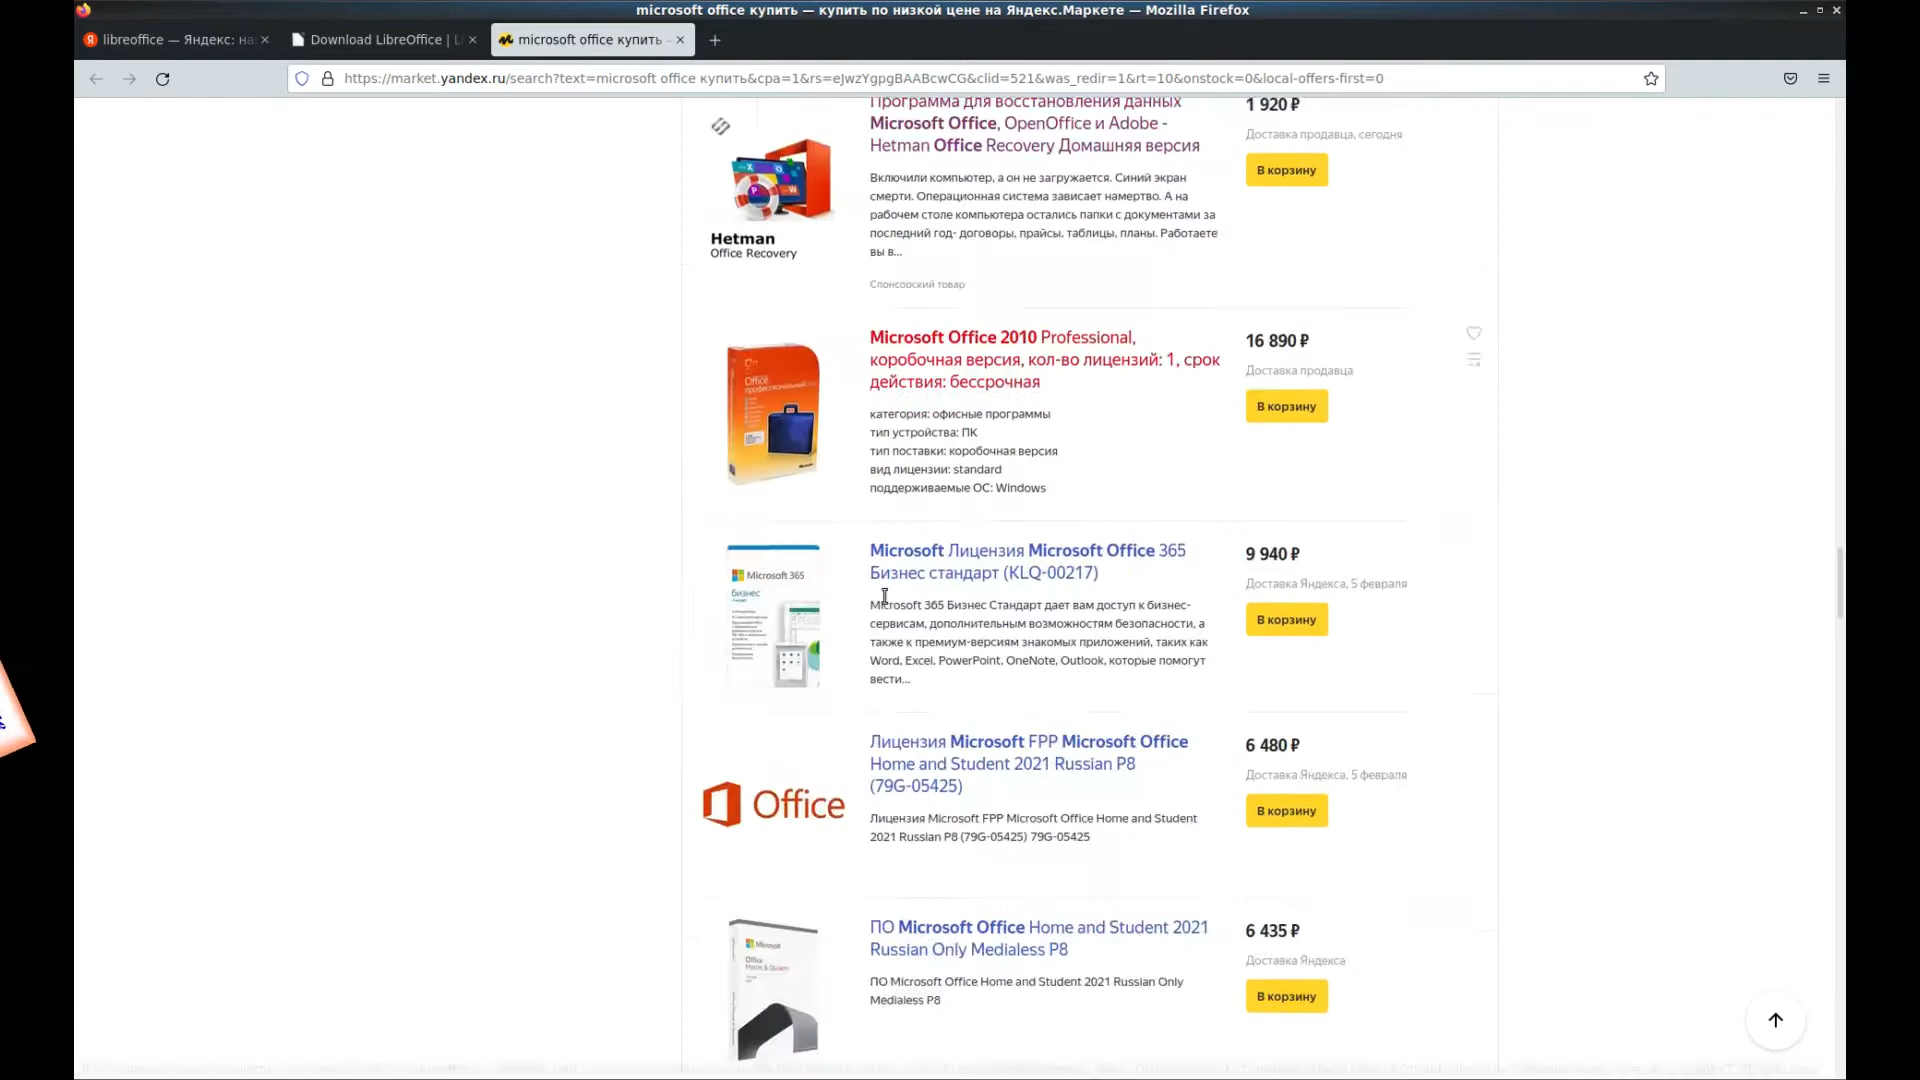 microsoft office купить — купить по низкой цене на Яндекс.Маркете — Mozilla Firefox
libreoffice — Яндекс: на
Download LibreOffice | L
microsoft office купить -
https://market.yandex.ru/search?text=microsoft office купить&cpa=1&rs=eJwzYgpgBAABcwCG&clid=521&was_redir=1&rt=10&onstock=0&local-offers-first=0
Программа для восстановления данных
Microsoft Office, OpenOffice и Adobe -
Hetman Office Recovery Домашняя версия
1 920 ₽
Доставка продавца, сегодня
В корзину
Включили компьютер, а он не загружается. Синий экран
смерти. Операционная система зависает намертво. А на
рабочем столе компьютера остались папки с документами за
последний год- договоры, прайсы, таблицы, планы. Работаете
вы в...
Hetman
Office Recovery
Спонсорский товар
Microsoft Office 2010 Professional,
коробочная версия, кол-во лицензий: 1, срок
действия: бессрочная
16 890 ₽
Доставка продавца
В корзину
категория: офисные программы
тип устройства: ПК
тип поставки: коробочная версия
вид лицензии: standard
поддерживаемые ОС: Windows
Office
профессиональный
Microsoft Лицензия Microsoft Office 365
Бизнес стандарт (KLQ-00217)
9 940 ₽
Доставка Яндекса, 5 февраля
В корзину
Microsoft 365 Бизнес Стандарт дает вам доступ к бизнес-
сервисам, дополнительным возможностям безопасности, а
также к премиум-версиям знакомых приложений, таких как
Word, Excel, PowerPoint, OneNote, Outlook, которые помогут
вести...
Microsoft 365
бизнес
Лицензия Microsoft FPP Microsoft Office
Home and Student 2021 Russian P8
(79G-05425)
6 480 ₽
Доставка Яндекса, 5 февраля
В корзину
Office
Лицензия Microsoft FPP Microsoft Office Home and Student
2021 Russian P8 (79G-05425) 79G-05425
ПО Microsoft Office Home and Student 2021
Russian Only Medialess P8
6 435 ₽
Доставка Яндекса
В корзину
ПО Microsoft Office Home and Student 2021 Russian Only
Medialess P8
Microsoft
Office
Home & Student